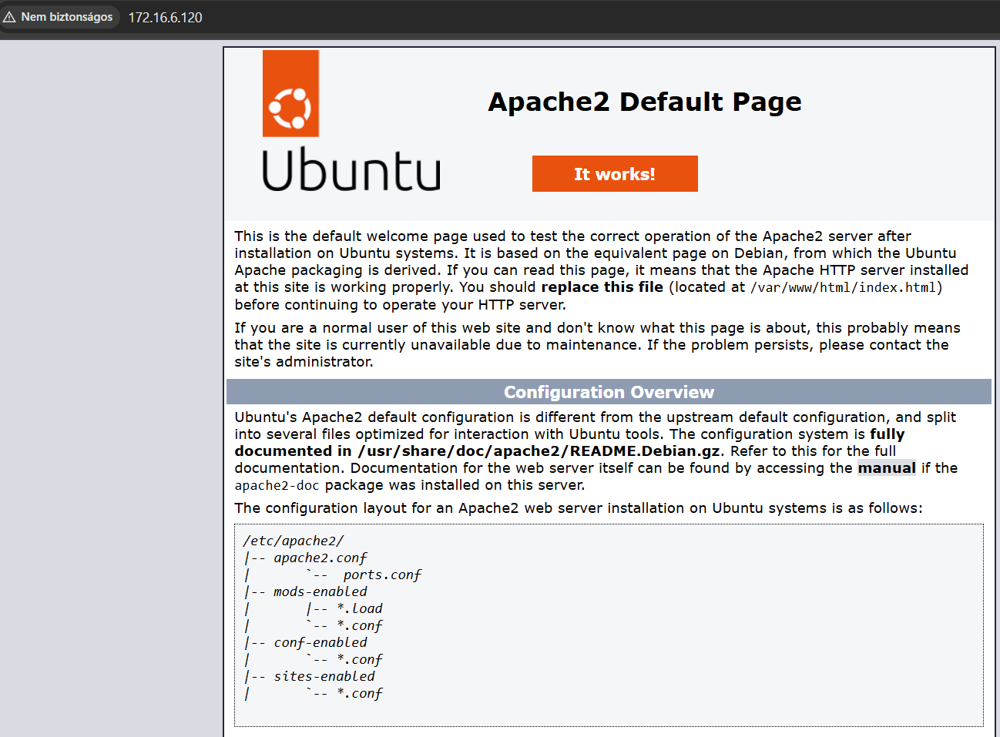 Nem biztonságos 172.16.6.120
Apache2 Default Page
Ubuntu
It works!
This is the default welcome page used to test the correct operation of the Apache2 server after
installation on Ubuntu systems. It is based on the equivalent page on Debian, from which the Ubuntu
Apache packaging is derived. If you can read this page, it means that the Apache HTTP server installed
at this site is working properly. You should replace this file (located at /var/www/html/index.html)
before continuing to operate your HTTP server.
If you are a normal user of this web site and don't know what this page is about, this probably means
that the site is currently unavailable due to maintenance. If the problem persists, please contact the
site's administrator.
Configuration Overview
Ubuntu's Apache2 default configuration is different from the upstream default configuration, and split
into several files optimized for interaction with Ubuntu tools. The configuration system is fully
documented in /usr/share/doc/apache2/README.Debian.gz. Refer to this for the full
documentation. Documentation for the web server itself can be found by accessing the manual if the
apache2-doc package was installed on this server.
The configuration layout for an Apache2 web server installation on Ubuntu systems is as follows:
/etc/apache2/
|-- apache2.conf
|       `--  ports.conf
|-- mods-enabled
|       |-- *.load
|       `-- *.conf
|-- conf-enabled
|       `-- *.conf
|-- sites-enabled
|       `-- *.conf